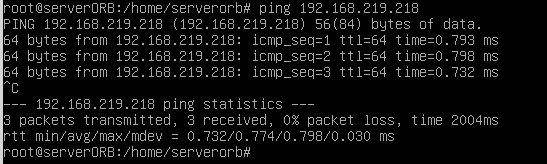 root@serverORB:/home/serverorb# ping 192.168.219.218
PING 192.168.219.218 (192.168.219.218) 56(84) bytes of data.
64 bytes from 192.168.219.218: icmp_seq=1 ttl=64 time=0.793 ms
64 bytes from 192.168.219.218: icmp_seq=2 ttl=64 time=0.798 ms
64 bytes from 192.168.219.218: icmp_seq=3 ttl=64 time=0.732 ms
^C
--- 192.168.219.218 ping statistics ---
3 packets transmitted, 3 received, 0% packet loss, time 2004ms
rtt min/avg/max/mdev = 0.732/0.774/0.798/0.030 ms
root@serverORB:/home/serverorb#